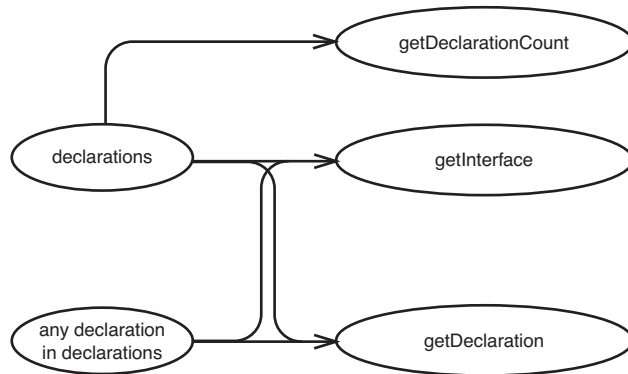 getDeclarationCount
declarations
getInterface
any declaration
in declarations
getDeclaration